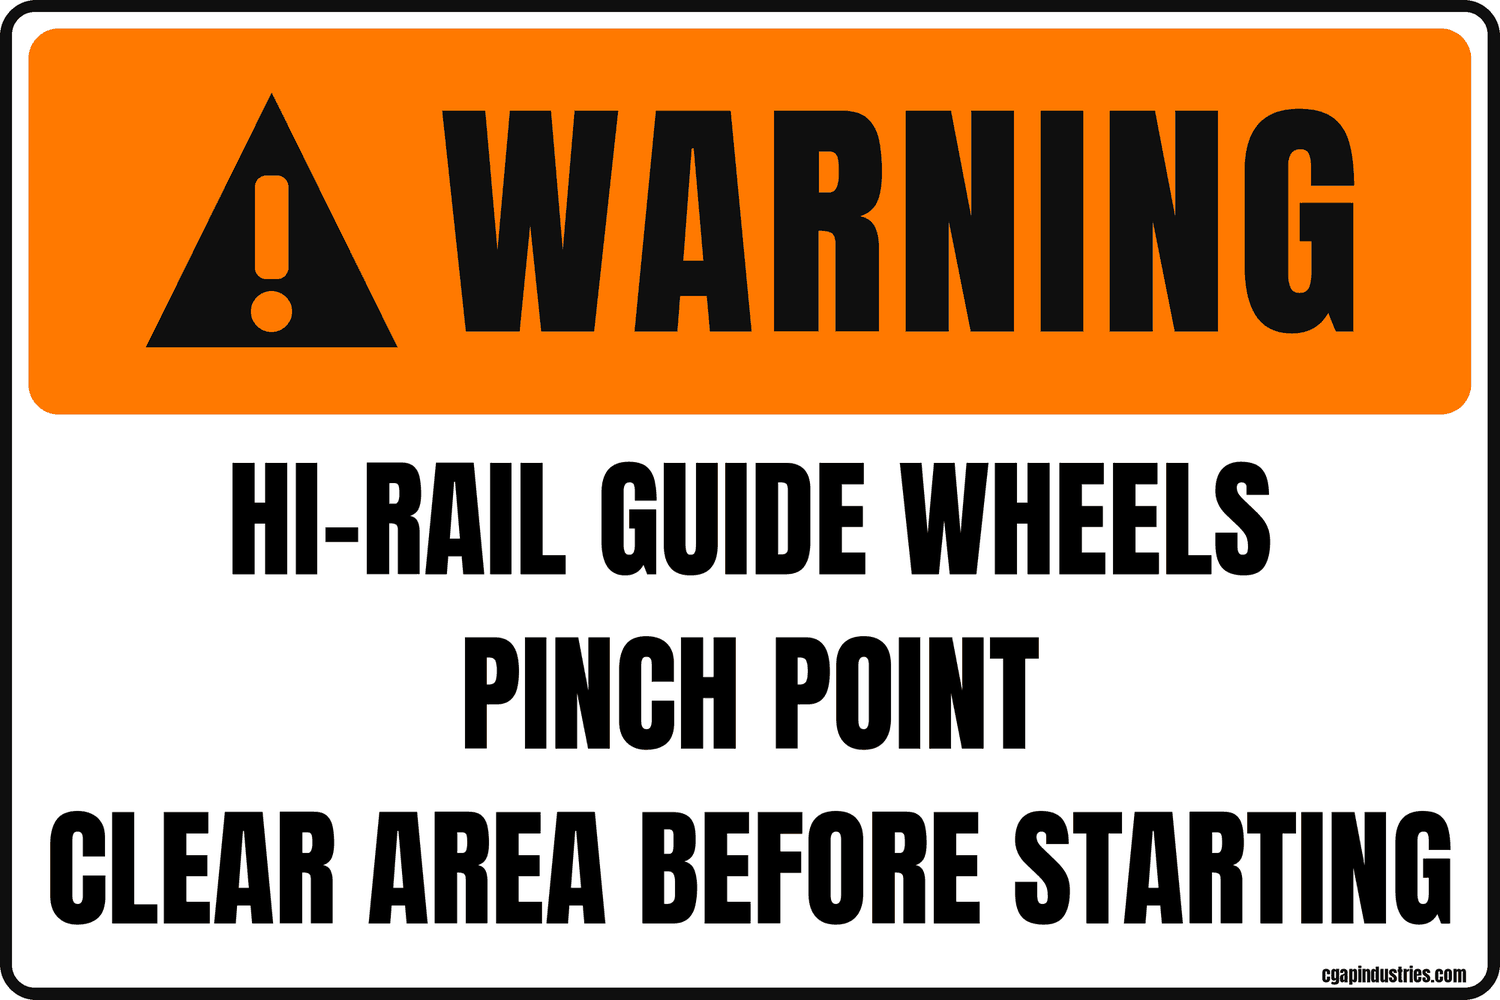 WARNING
HI-RAIL GUIDE WHEELS
PINCH POINT
CLEAR AREA BEFORE STARTING
cgapindustries.com